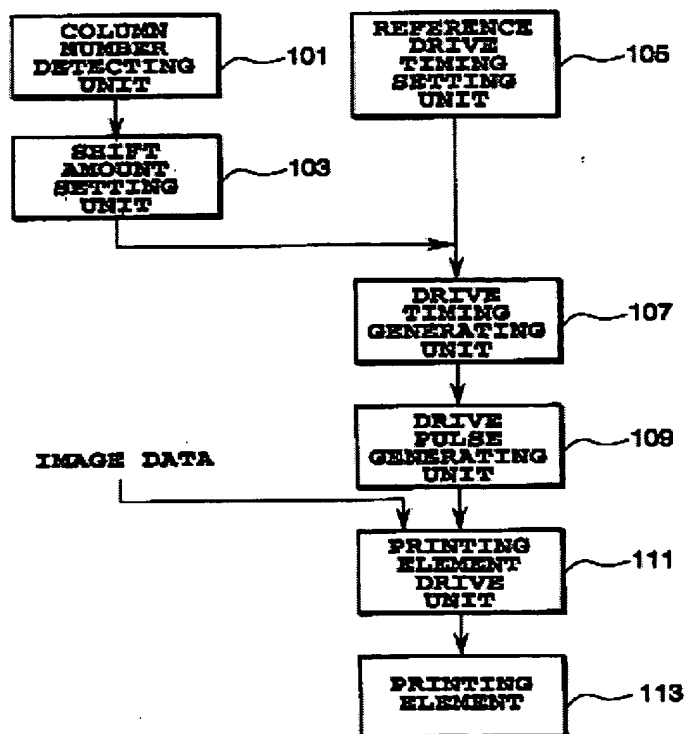 COLUMN
NUMBER
DETECTING
UNIT
101
REFERENCE
DRIVE
TIMING
SETTING
UNIT
105
SHIFT
AMOUNT
SETTING
UNIT
103
DRIVE
TIMING
GENERATING
UNIT
107
DRIVE
PULSE
GENERATING
UNIT
109
IMAGE DATA
PRINTING
ELEMENT
DRIVE
UNIT
111
PRINTING
ELEMENT
113